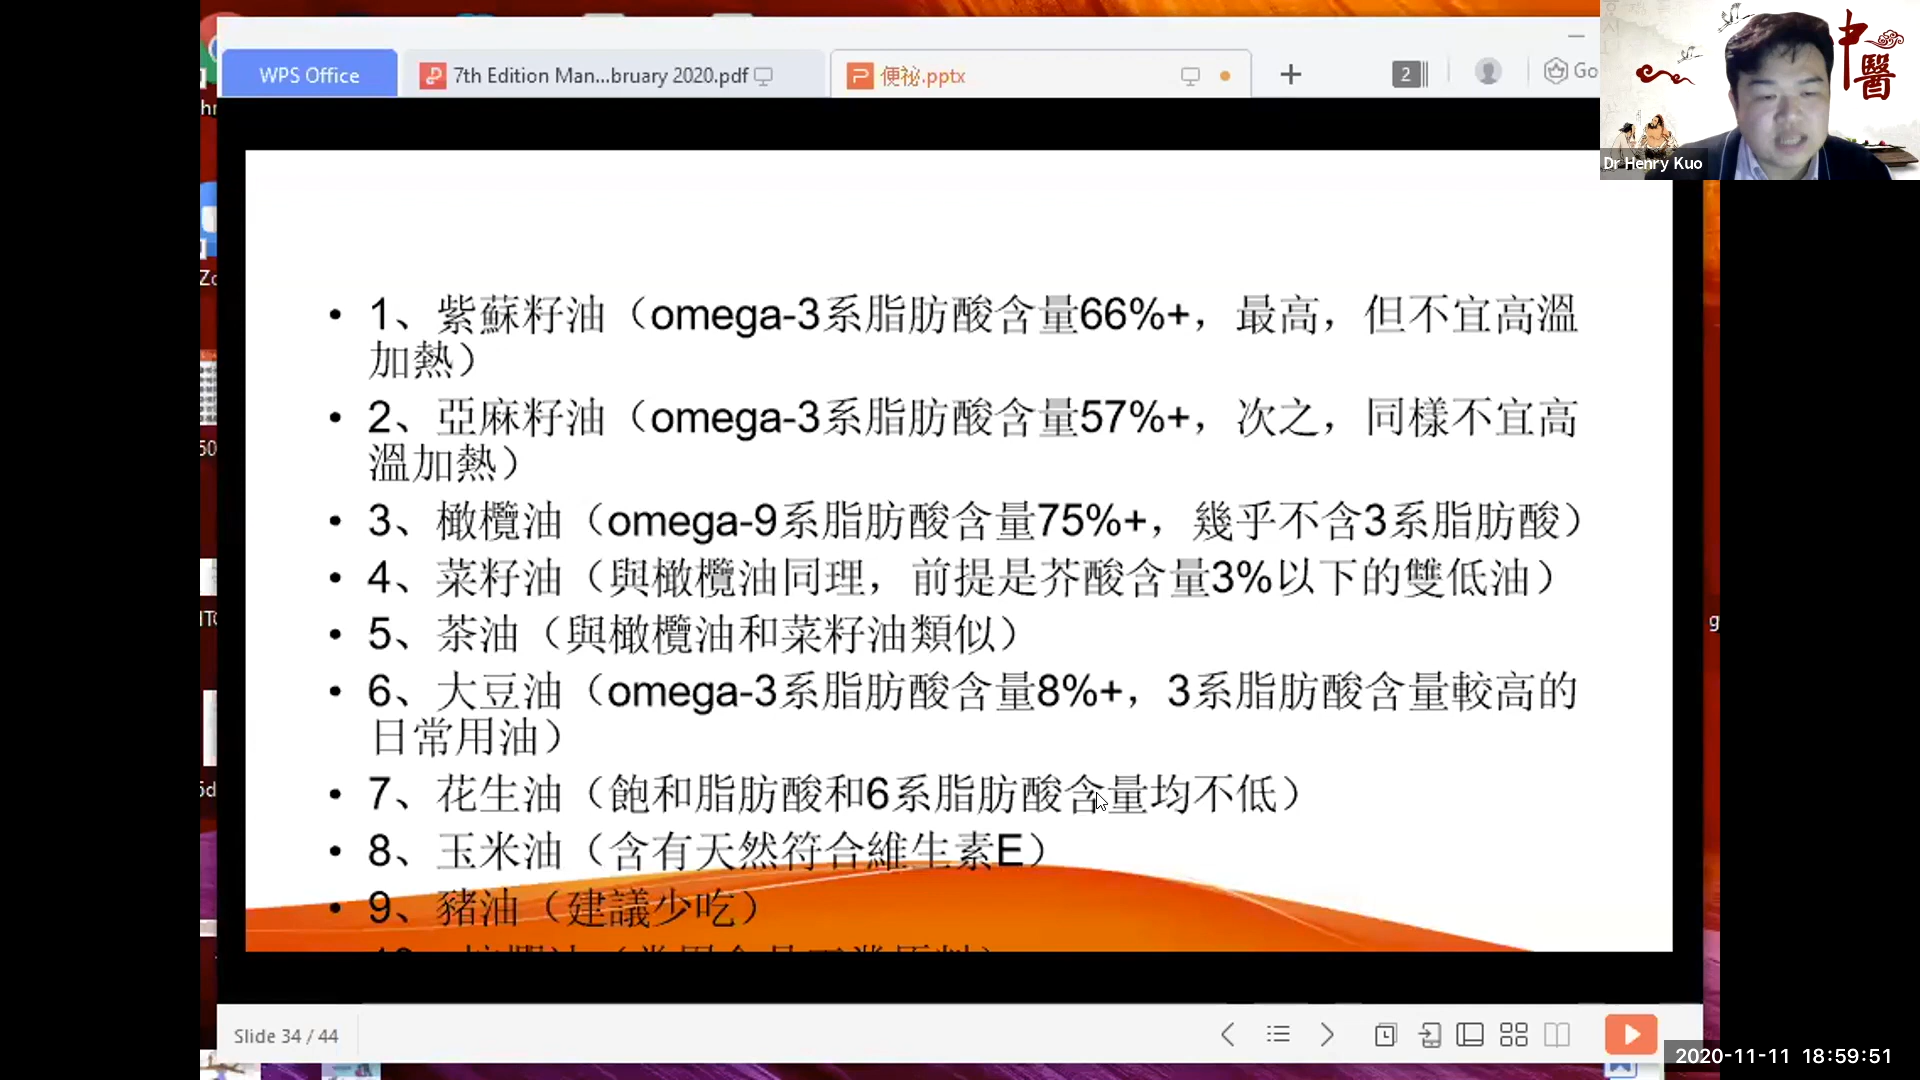 WPS Office
7th Edition Man...bruary 2020.pdf
便祕.pptx
2
Go
中醫
Dr Henry Kuo
• 1、紫蘇籽油（omega-3系脂肪酸含量66%+，最高，但不宜高溫
加熱）
• 2、亞麻籽油（omega-3系脂肪酸含量57%+，次之，同樣不宜高
溫加熱）
• 3、橄欖油（omega-9系脂肪酸含量75%+，幾乎不含3系脂肪酸）
• 4、菜籽油（與橄欖油同理，前提是芥酸含量3%以下的雙低油）
• 5、茶油（與橄欖油和菜籽油類似）
• 6、大豆油（omega-3系脂肪酸含量8%+，3系脂肪酸含量較高的
日常用油）
• 7、花生油（飽和脂肪酸和6系脂肪酸含量均不低）
• 8、玉米油（含有天然符合維生素E）
• 9、豬油（建議少吃）
Slide 34 / 44
2020-11-11 18:59:51